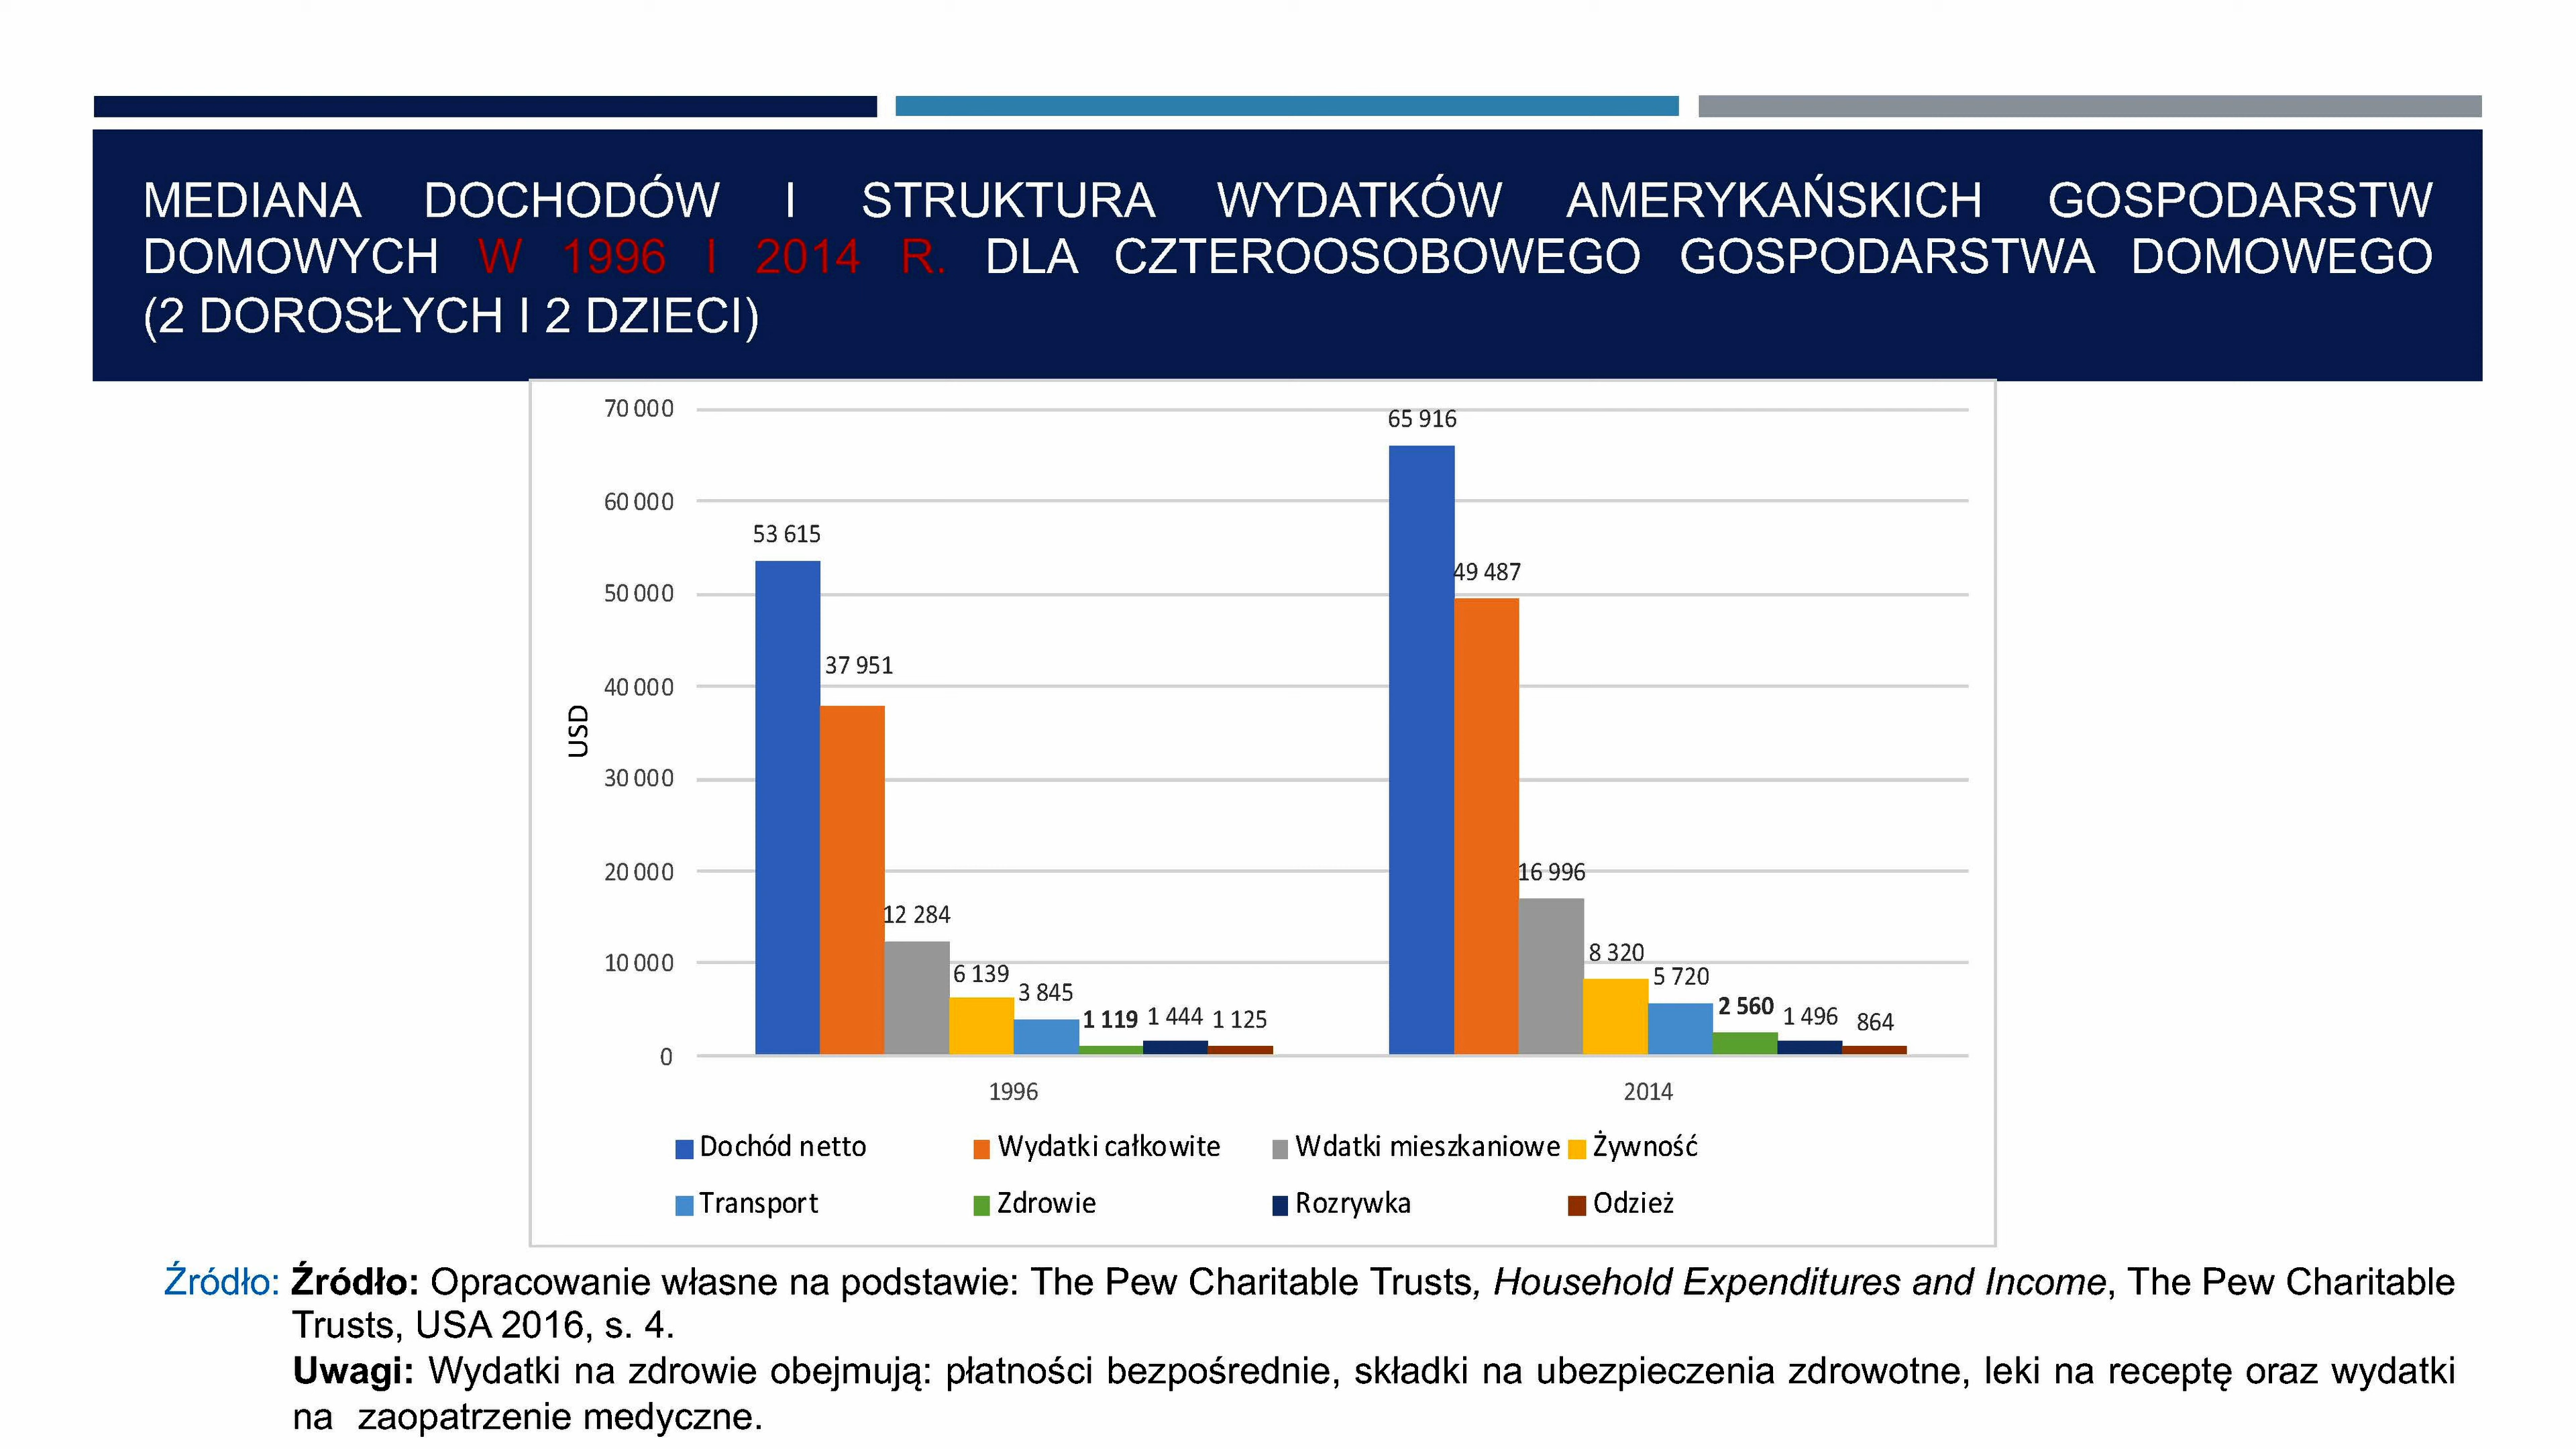 MEDIANA DOCHODÓW I STRUKTURA WYDATKÓW AMERYKAŃSKICH GOSPODARSTW
DOMOWYCH W 1996 I 2014 R. DLA CZTEROOSOBOWEGO GOSPODARSTWA DOMOWEGO
(2 DOROSŁYCH I 2 DZIECI)
70 000
60 000
50 000
40 000
30 000
20 000
10 000
0
USD
53 615
37 951
12 284
6 139
3 845
1 119
1 444
1 125
65 916
49 487
16 996
8 320
5 720
2 560
1 496
864
1996
2014
Dochód netto
Wydatki całkowite
Wdatki mieszkaniowe
Żywność
Transport
Zdrowie
Rozrywka
Odzież
Źródło: Źródło: Opracowanie własne na podstawie: The Pew Charitable Trusts, Household Expenditures and Income, The Pew Charitable
Trusts, USA 2016, s. 4.
Uwagi: Wydatki na zdrowie obejmują: płatności bezpośrednie, składki na ubezpieczenia zdrowotne, leki na receptę oraz wydatki
na zaopatrzenie medyczne.